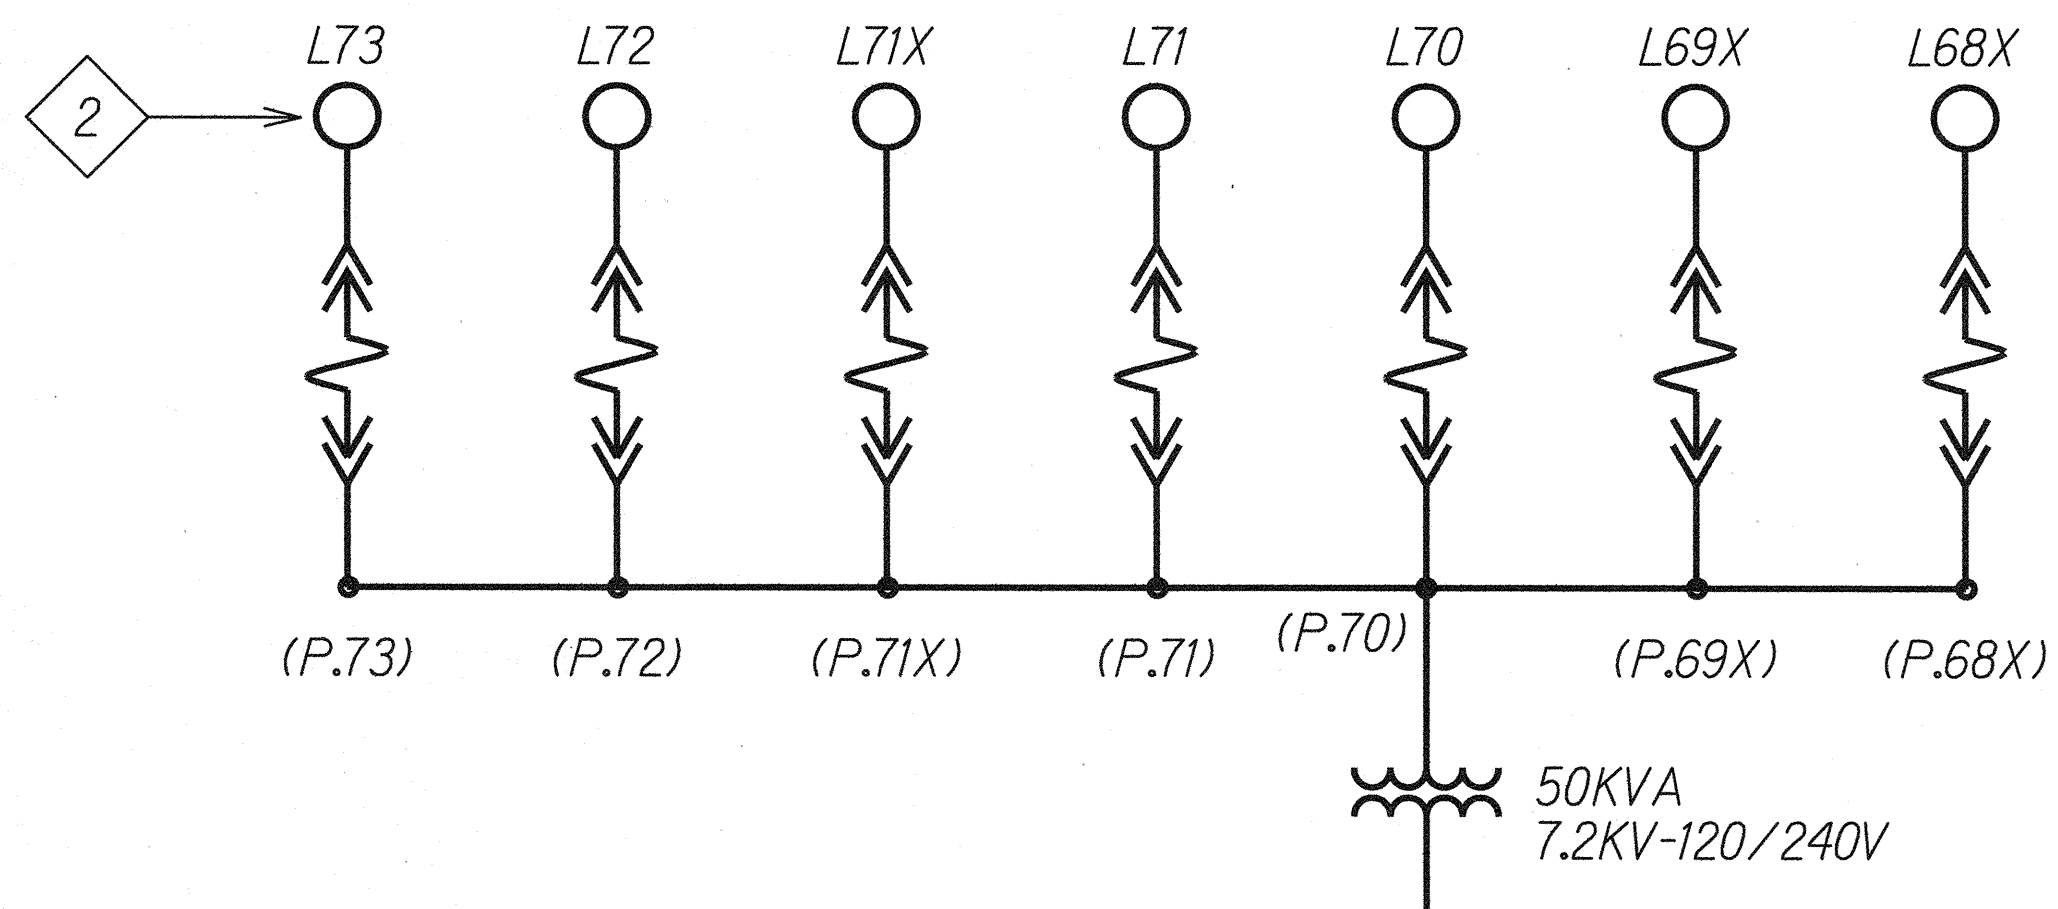 L73 L72 L71X L71 L70 L69X L68X
2
(P.73) (P.72) (P.71X) (P.71) (P.70) (P.69X) (P.68X)
50KVA
7.2KV-120/240V